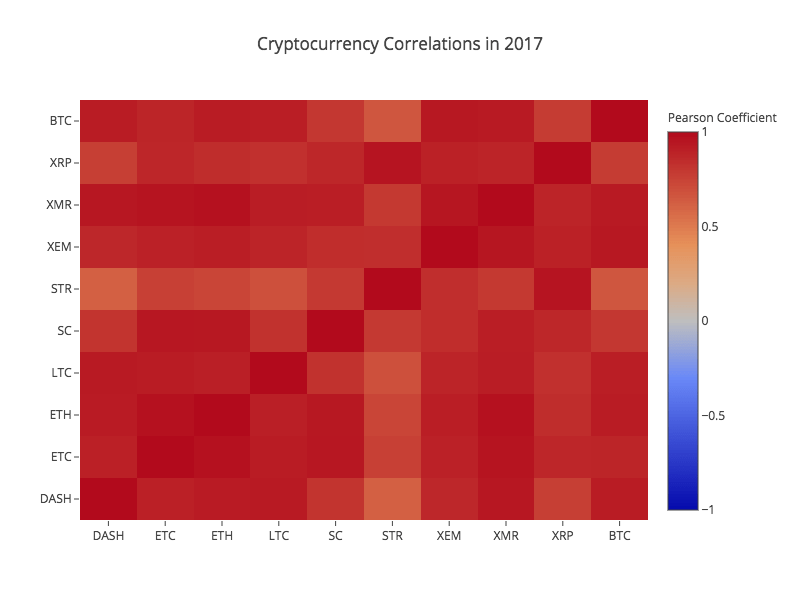 Cryptocurrency Correlations in 2017
Pearson Coefficient
BTC
XRP
XMR
XEM
STR
SC
LTC
ETH
ETC
DASH
DASH ETC ETH LTC SC STR XEM XMR XRP BTC
1
0.5
0
−0.5
−1